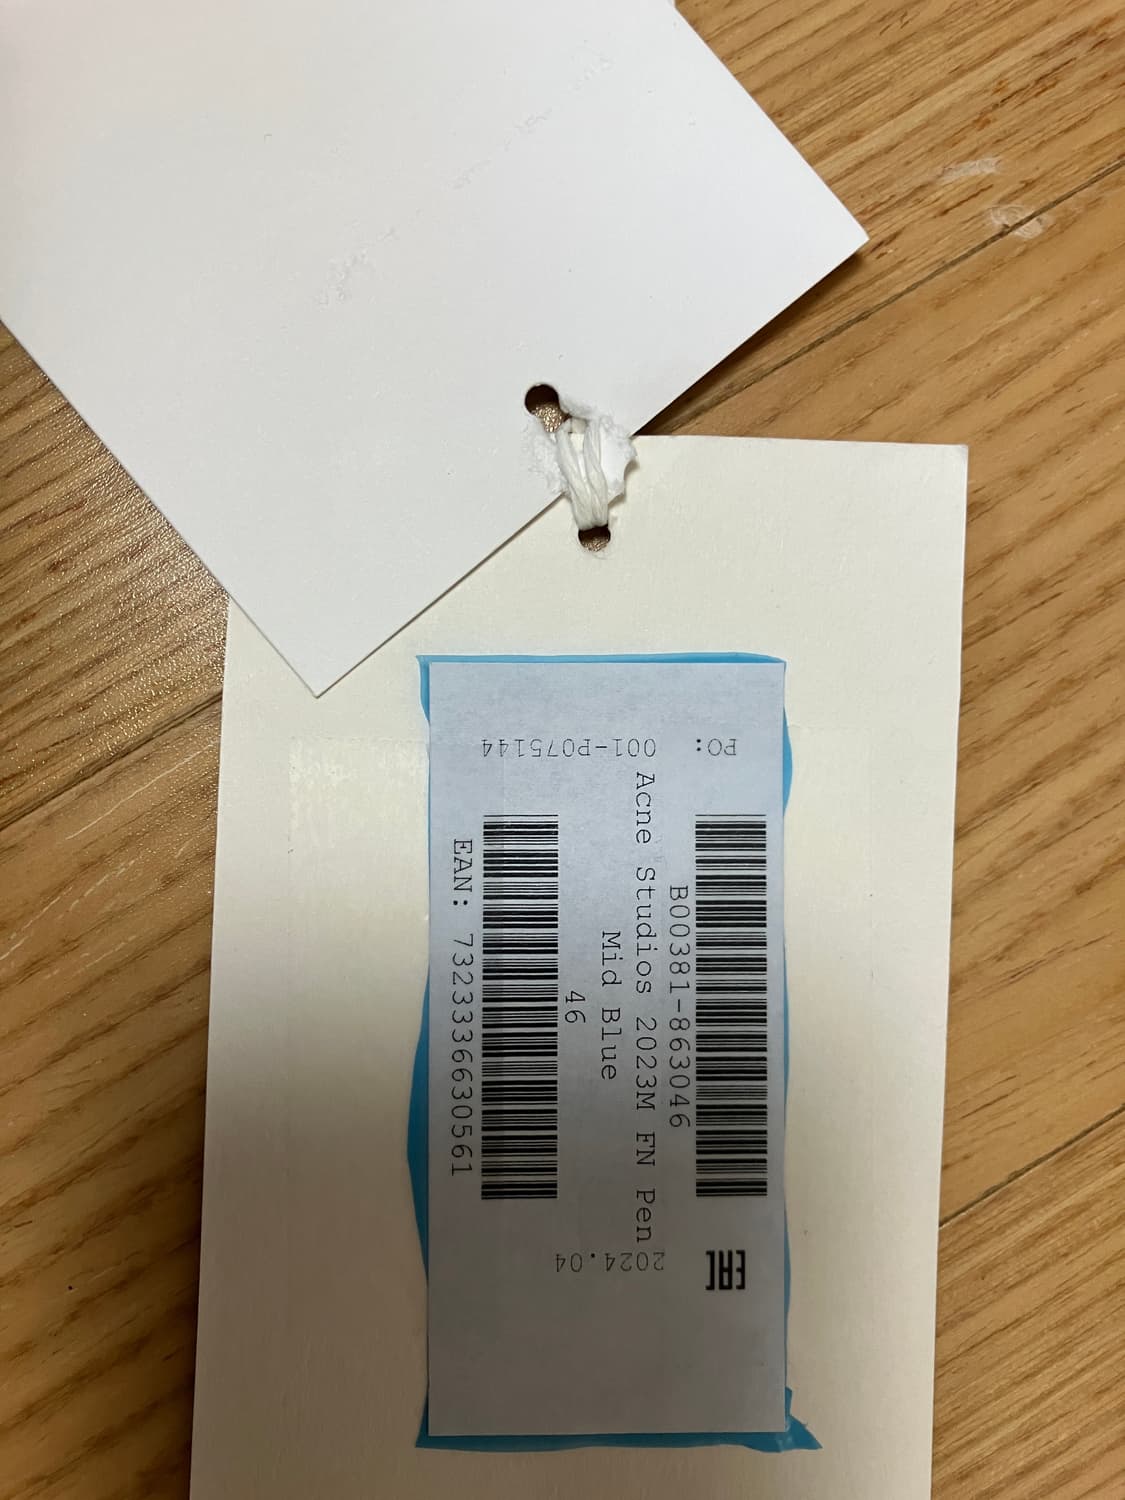 PO:
001-P075144
B00381-863046
Acne Studios 2023M FN Pen
Mid Blue
46
EAN: 7323336630561
EAC
2024.04